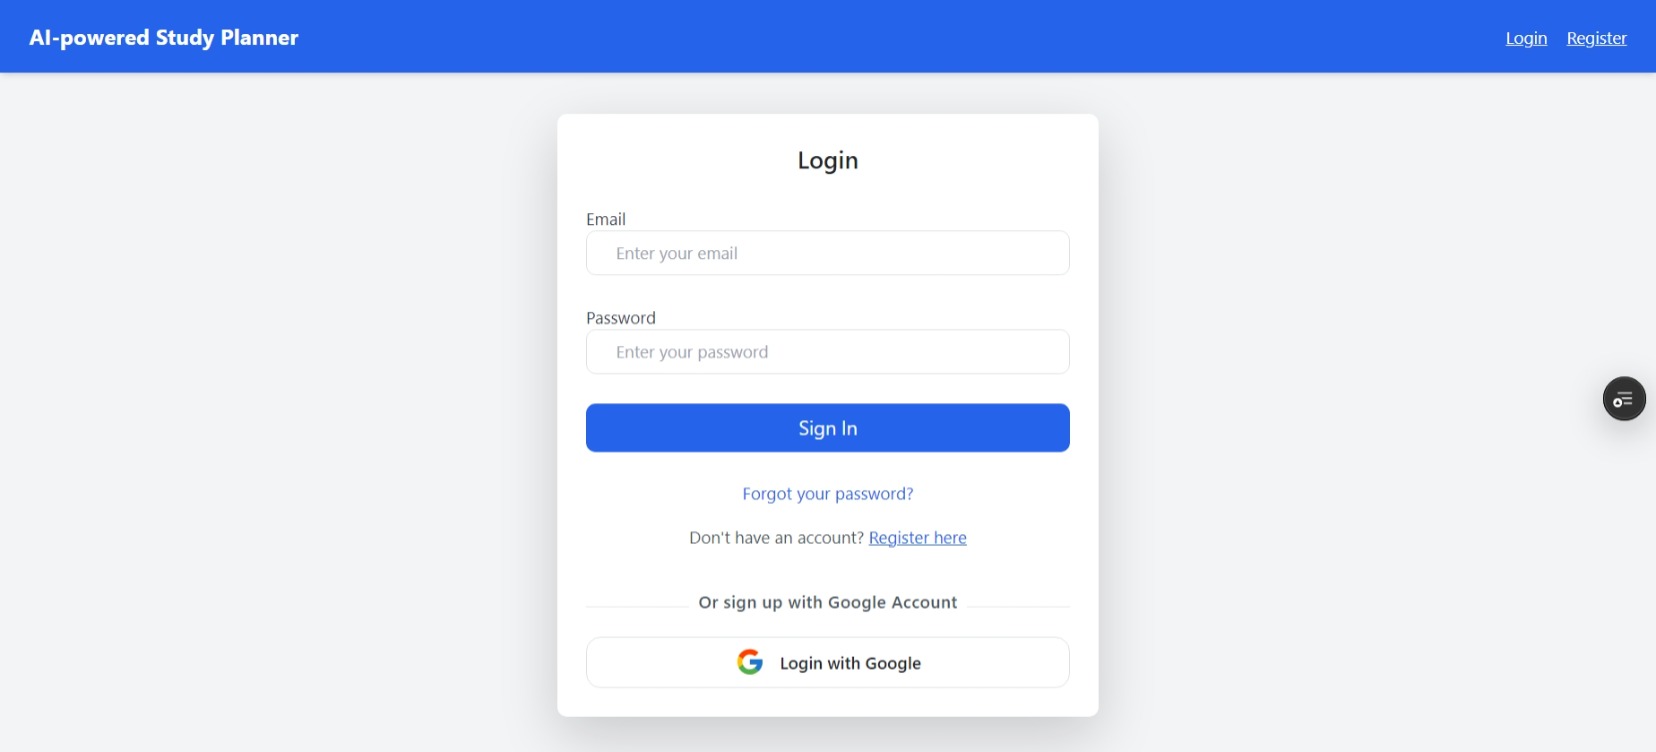 AI-powered Study Planner
Login Register
Login
Email
Enter your email
Password
Enter your password
Sign In
Forgot your password?
Don't have an account? Register here
Or sign up with Google Account
Login with Google